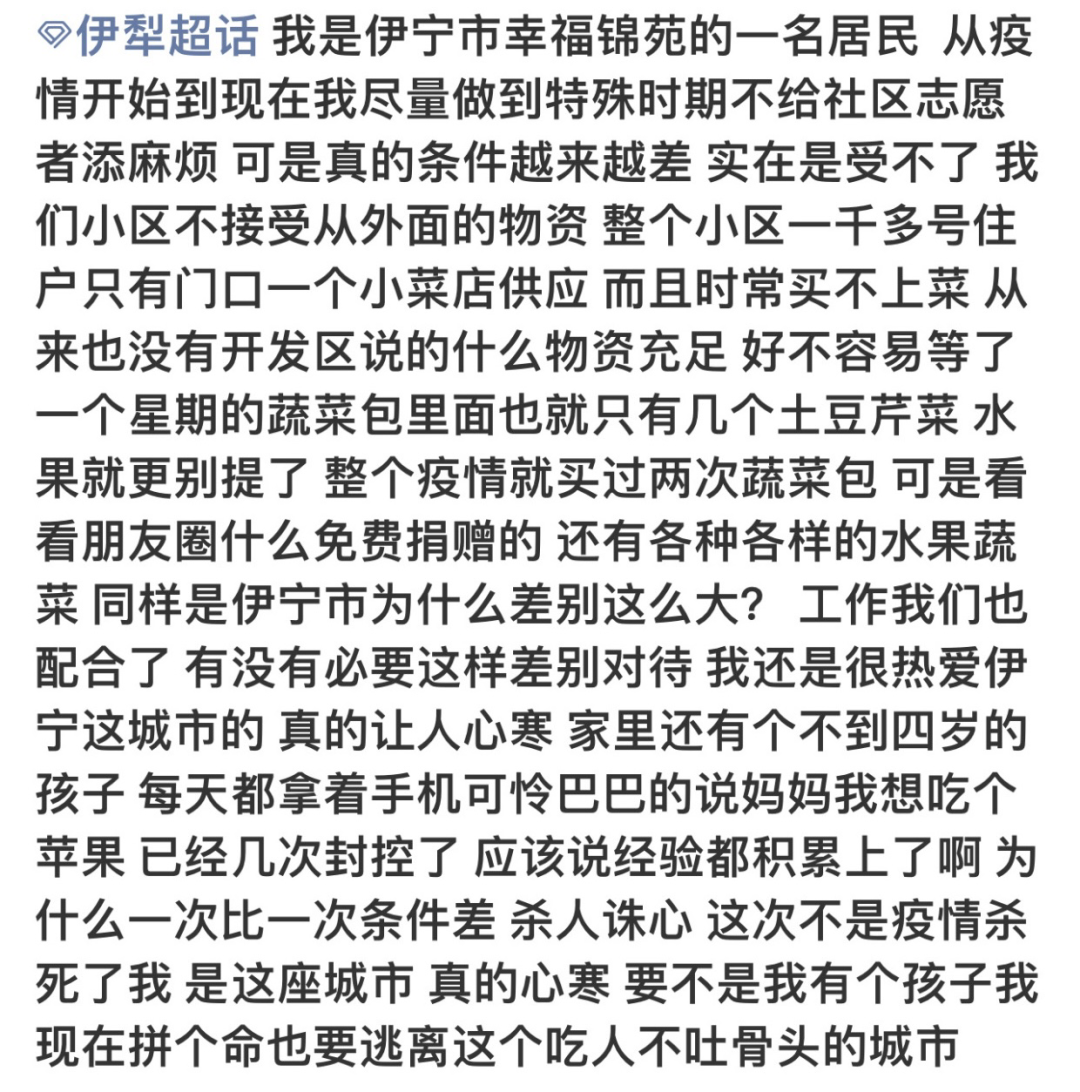 伊犁超话 我是伊宁市幸福锦苑的一名居民 从疫
情开始到现在我尽量做到特殊时期不给社区志愿
者添麻烦 可是真的条件越来越差 实在是受不了 我
们小区不接受从外面的物资 整个小区一千多号住
户只有门口一个小菜店供应 而且时常买不上菜 从
来也没有开发区说的什么物资充足 好不容易等了
一个星期的蔬菜包里面也就只有几个土豆芹菜 水
果就更别提了 整个疫情就买过两次蔬菜包 可是看
看朋友圈什么免费捐赠的 还有各种各样的水果蔬
菜 同样是伊宁市为什么差别这么大? 工作我们也
配合了 有没有必要这样差别对待 我还是很热爱伊
宁这城市的 真的让人心寒 家里还有个不到四岁的
孩子 每天都拿着手机可怜巴巴的说妈妈我想吃个
苹果 已经几次封控了 应该说经验都积累上了啊 为
什么一次比一次条件差 杀人诛心 这次不是疫情杀
死了我 是这座城市 真的心寒 要不是我有个孩子我
现在拼个命也要逃离这个吃人不吐骨头的城市